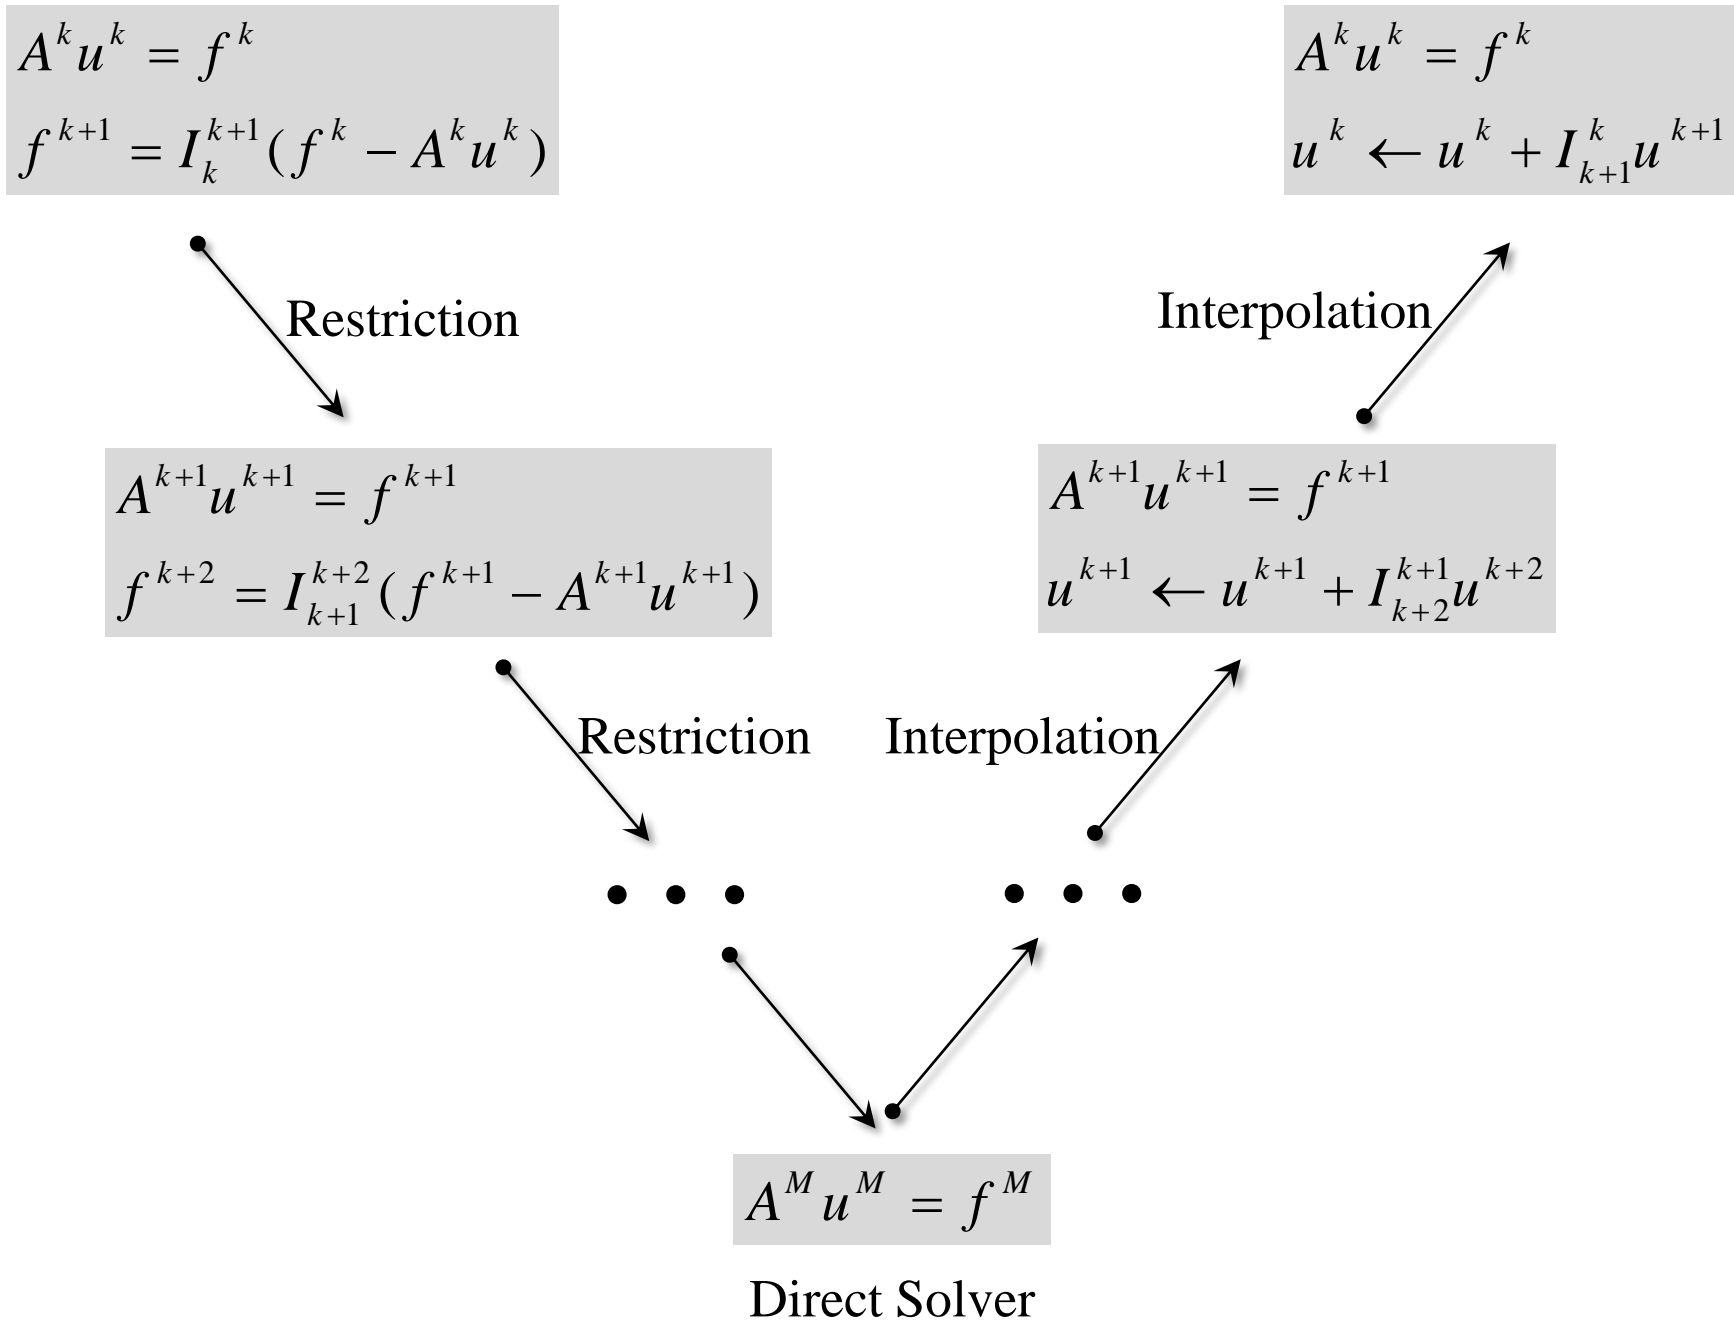 A^k u^k = f^k
f^{k+1} = I_k^{k+1}(f^k − A^k u^k)
A^k u^k = f^k
u^k ← u^k + I_{k+1}^k u^{k+1}
Restriction
Interpolation
A^{k+1} u^{k+1} = f^{k+1}
f^{k+2} = I_{k+1}^{k+2}(f^{k+1} − A^{k+1} u^{k+1})
A^{k+1} u^{k+1} = f^{k+1}
u^{k+1} ← u^{k+1} + I_{k+2}^{k+1} u^{k+2}
Restriction
Interpolation
• • •
• • •
A^M u^M = f^M
Direct Solver